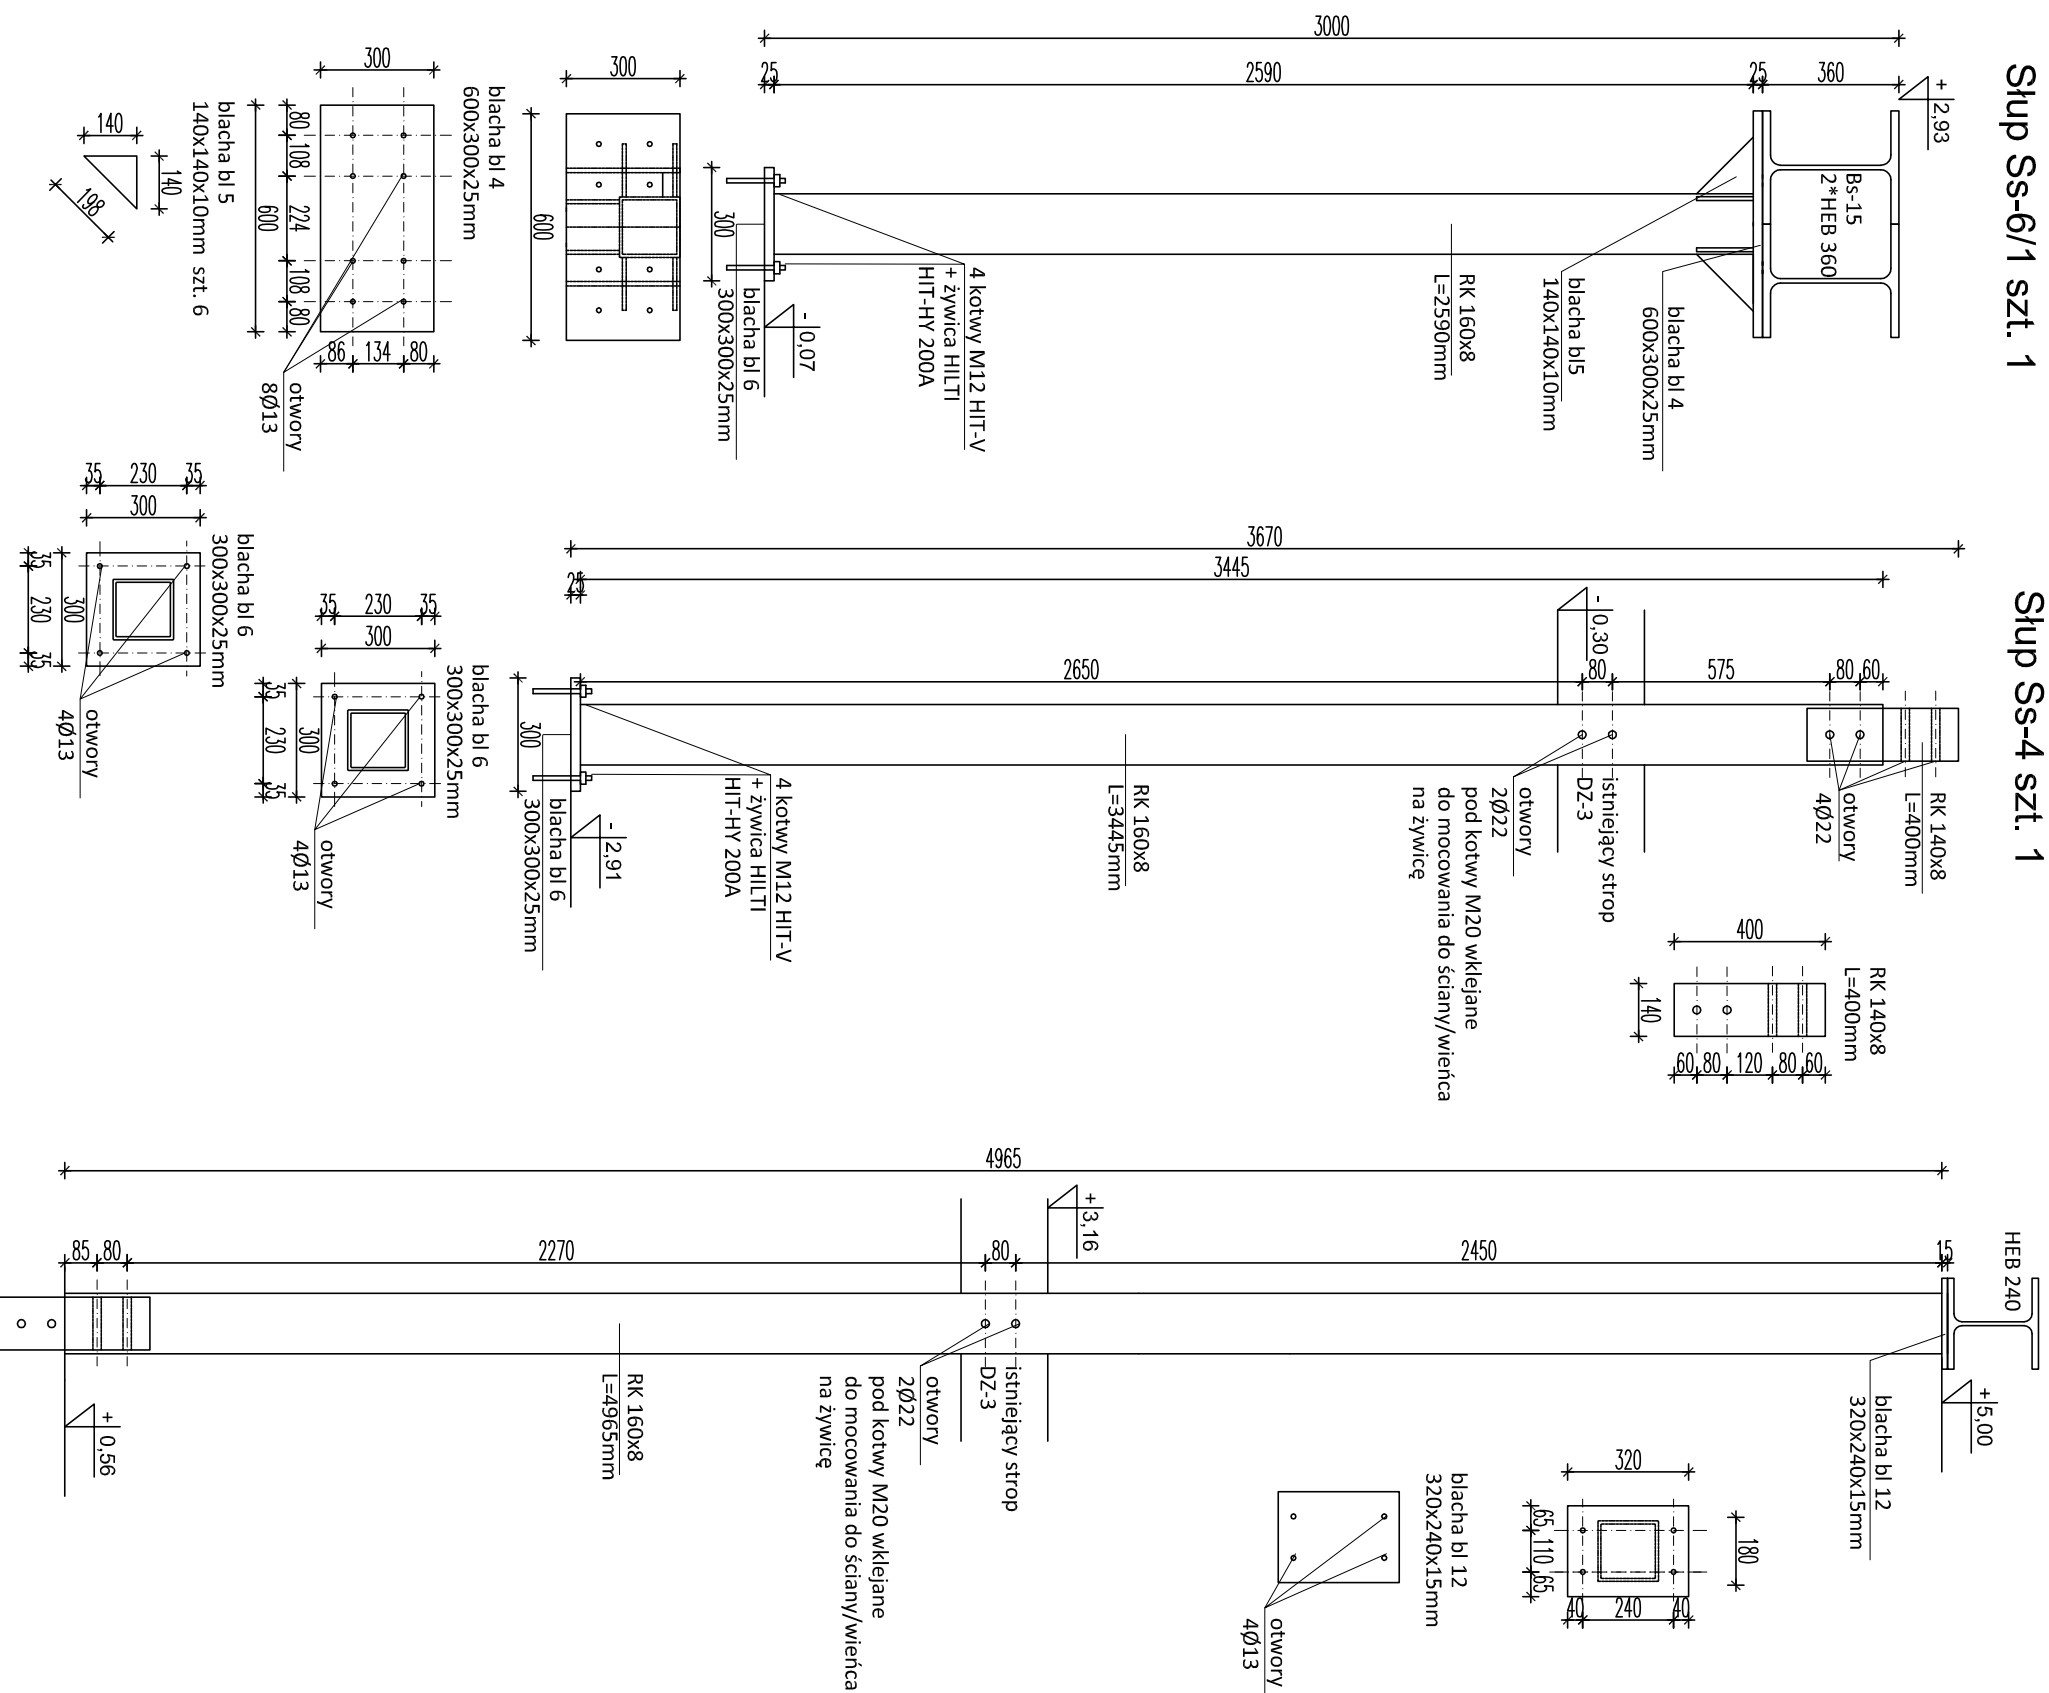 Słup Ss-6/1 szt. 1
3000
25
2590
25
360
+
2,93
Bs-15
2*HEB 360
blacha bl 4
600x300x25mm
blacha bl5
140x140x10mm
RK 160x8
L=2590mm
4 kotwy M12 HIT-V
+ żywica HILTI
HIT-HY 200A
-
0,07
300
blacha bl 6
300x300x25mm
300
600
blacha bl 4
600x300x25mm
300
80
108
224
108
80
600
86
134
80
otwory
8Ø13
blacha bl 5
140x140x10mm szt. 6
140
140
198
Słup Ss-4 szt. 1
3670
3445
25
2650
80
575
80
60
-
0,30
RK 140x8
L=400mm
otwory
4Ø22
istniejący strop
DZ-3
otwory
2Ø22
pod kotwy M20 wklejane
do mocowania do ściany/wieńca
na żywicę
RK 160x8
L=3445mm
4 kotwy M12 HIT-V
+ żywica HILTI
HIT-HY 200A
-
2,91
300
blacha bl 6
300x300x25mm
blacha bl 6
300x300x25mm
35
230
35
300
35
230
35
300
otwory
4Ø13
blacha bl 6
300x300x25mm
35
230
35
300
35
230
35
300
otwory
4Ø13
RK 140x8
L=400mm
400
140
60
80
120
80
60
4965
85
80
2270
80
2450
15
HEB 240
+
5,00
blacha bl 12
320x240x15mm
+
3,16
istniejący strop
DZ-3
otwory
2Ø22
pod kotwy M20 wklejane
do mocowania do ściany/wieńca
na żywicę
RK 160x8
L=4965mm
+
0,56
320
180
65
110
65
40
240
40
blacha bl 12
320x240x15mm
otwory
4Ø13